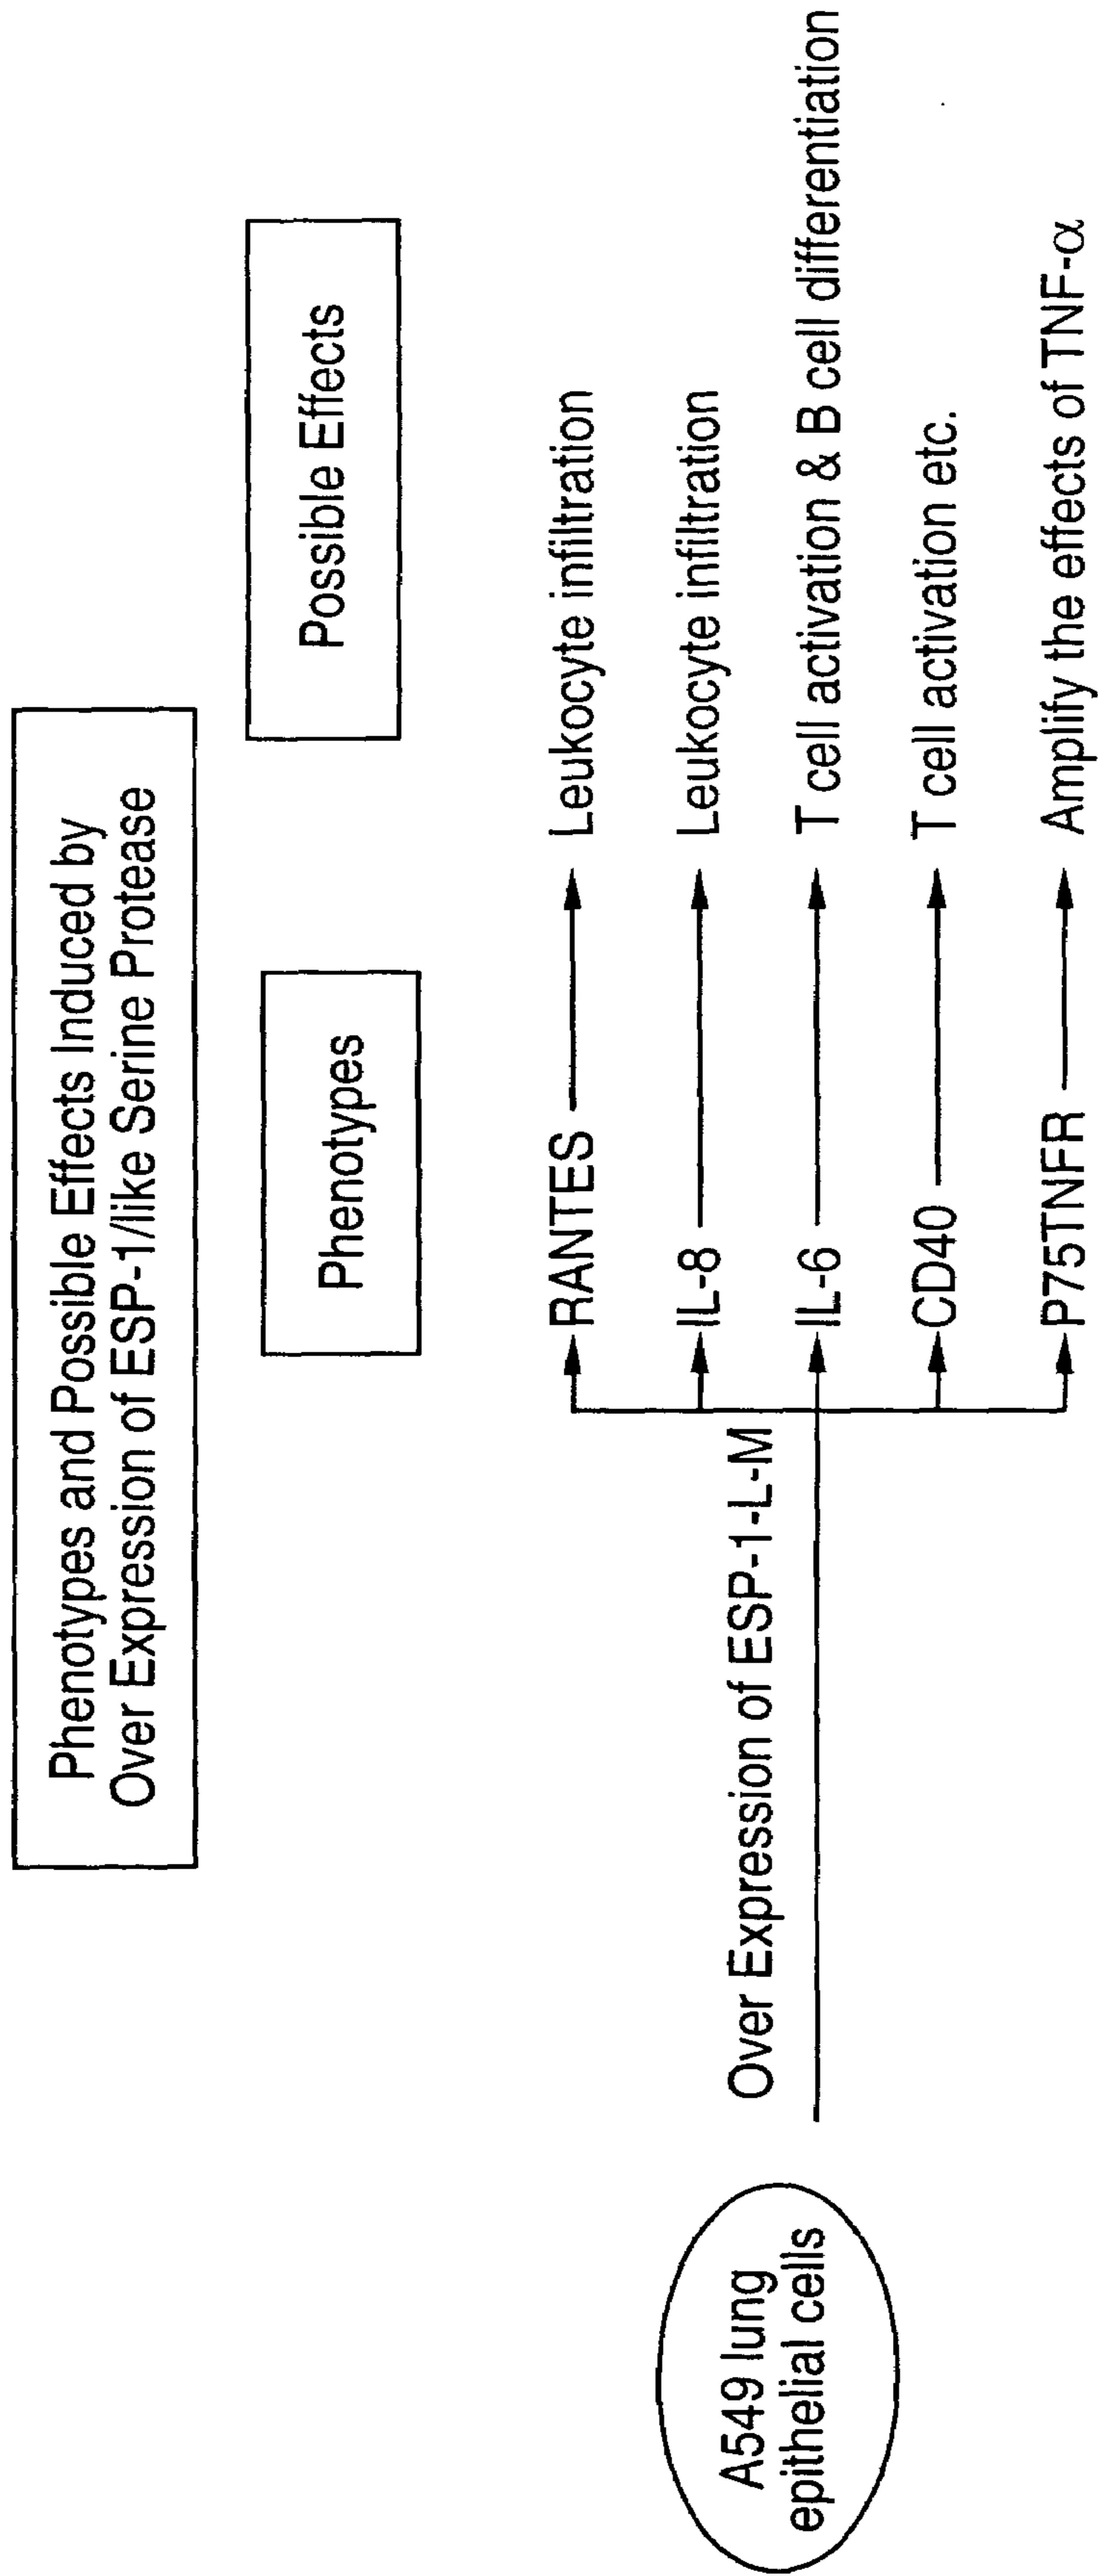 Phenotypes and Possible Effects Induced by
Over Expression of ESP-1/like Serine Protease
Phenotypes
Possible Effects
A549 lung
epithelial cells
Over Expression of ESP-1-L-M
RANTES
Leukocyte infiltration
IL-8
Leukocyte infiltration
IL-6
T cell activation & B cell differentiation
CD40
T cell activation etc.
P75TNFR
Amplify the effects of TNF-α